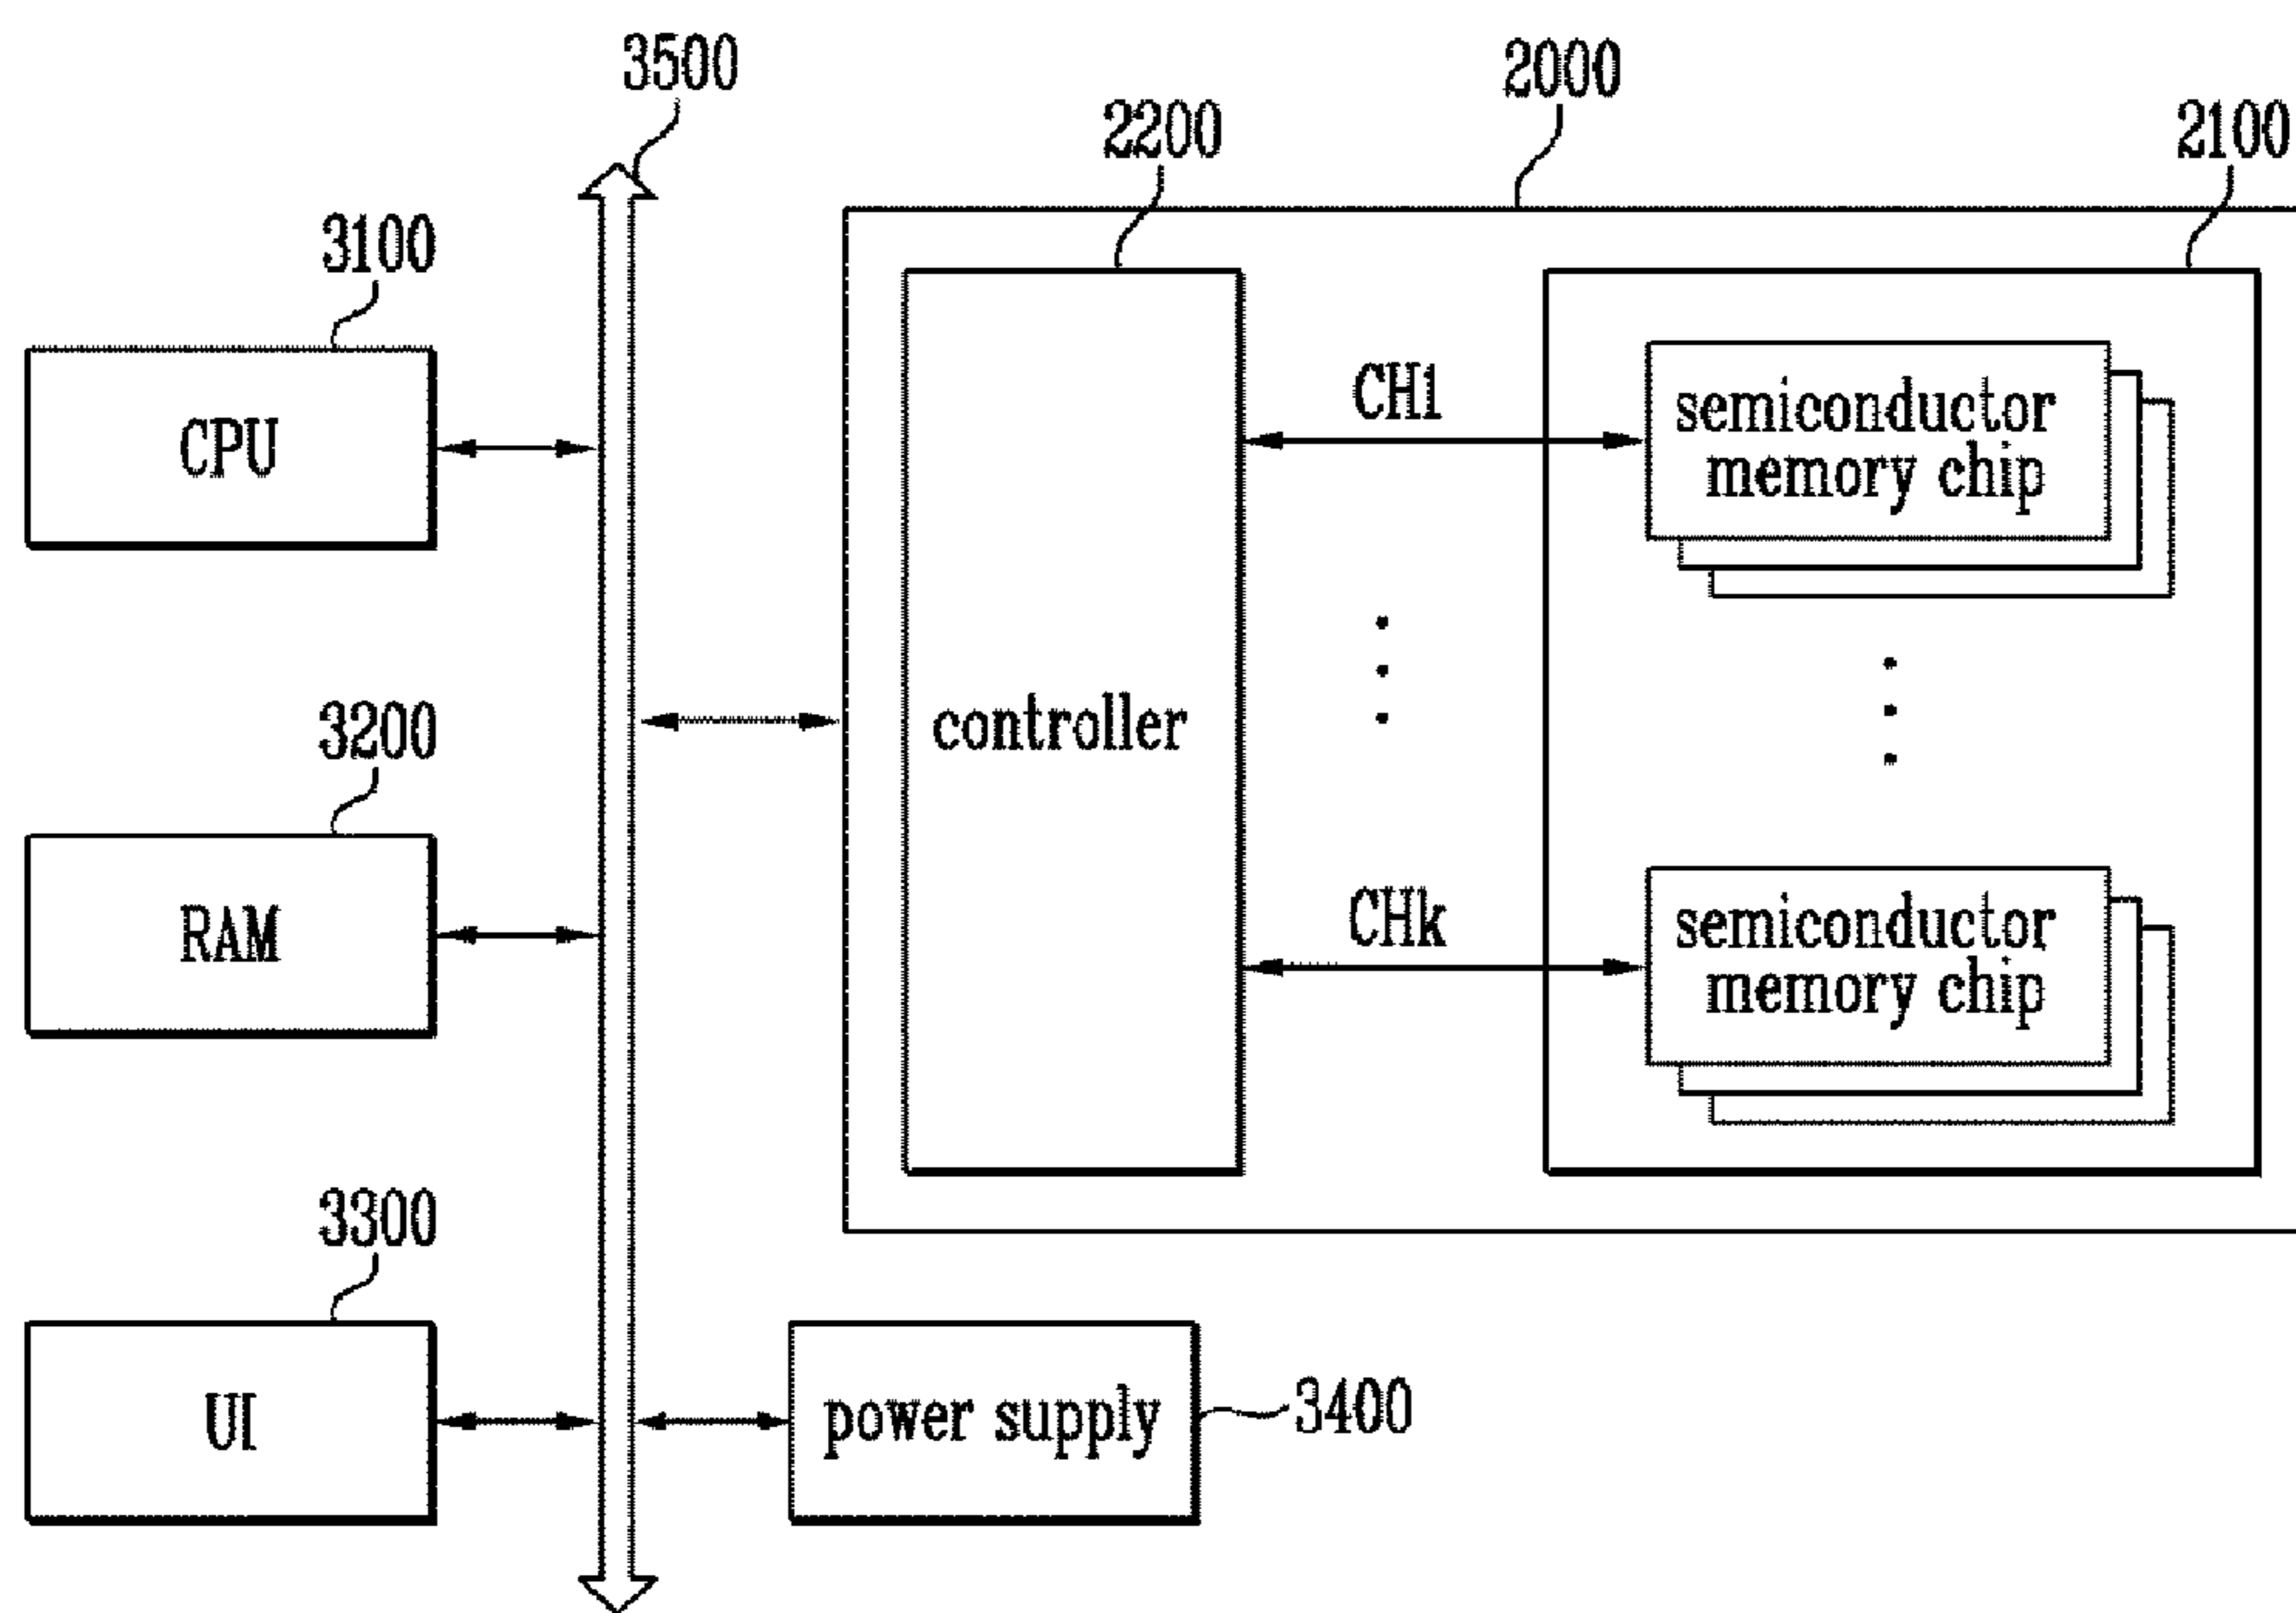 3500
2000
2200
2100
3100
CPU
CH1
semiconductor
memory chip
3200
controller
RAM
CHk
semiconductor
memory chip
3300
UI
power supply
3400